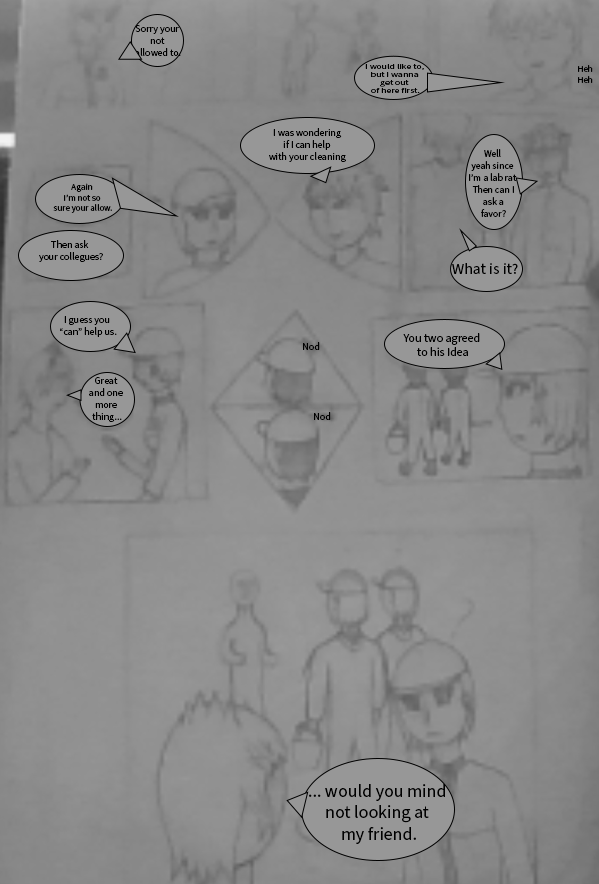 Sorry your
not
allowed to.
I would like to,
but I wanna
get out
of here first.
Heh
Heh
Again
I'm not so
sure your allow.
I was wondering
if I can help
with your cleaning
Well
yeah since
I'm a lab rat
Then can I
ask a
favor?
Then ask
your collegues?
What is it?
I guess you
“can” help us.
Great
and one
more
thing...
Nod
Nod
You two agreed
to his Idea
... would you mind
not looking at
my friend.